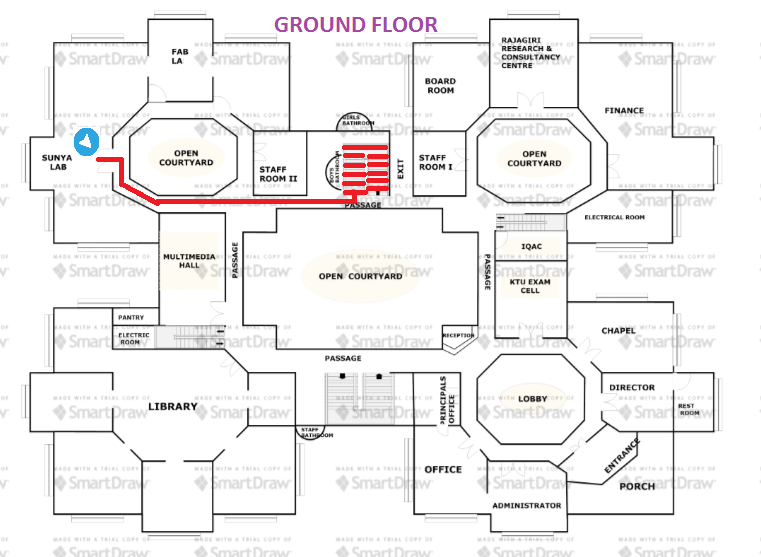 GROUND FLOOR
FAB
LA
RAJAGIRI
RESEARCH &
CONSULTANCY
CENTRE
BOARD
ROOM
FINANCE
GIRLS
BATHROOM
SUNYA
LAB
OPEN
COURTYARD
STAFF
ROOM II
BOYS
BATHROOM
EXIT
STAFF
ROOM I
OPEN
COURTYARD
PASSAGE
ELECTRICAL ROOM
MULTIMEDIA
HALL
PASSAGE
OPEN COURTYARD
PASSAGE
IQAC
KTU EXAM
CELL
PANTRY
ELECTRIC
ROOM
RECEPTION
CHAPEL
PASSAGE
LIBRARY
PRINCIPALS
OFFICE
LOBBY
DIRECTOR
REST
ROOM
STAFF
BATHROOM
OFFICE
ENTRANCE
PORCH
ADMINISTRATOR
MADE WITH A TRIAL COPY OF
SmartDraw